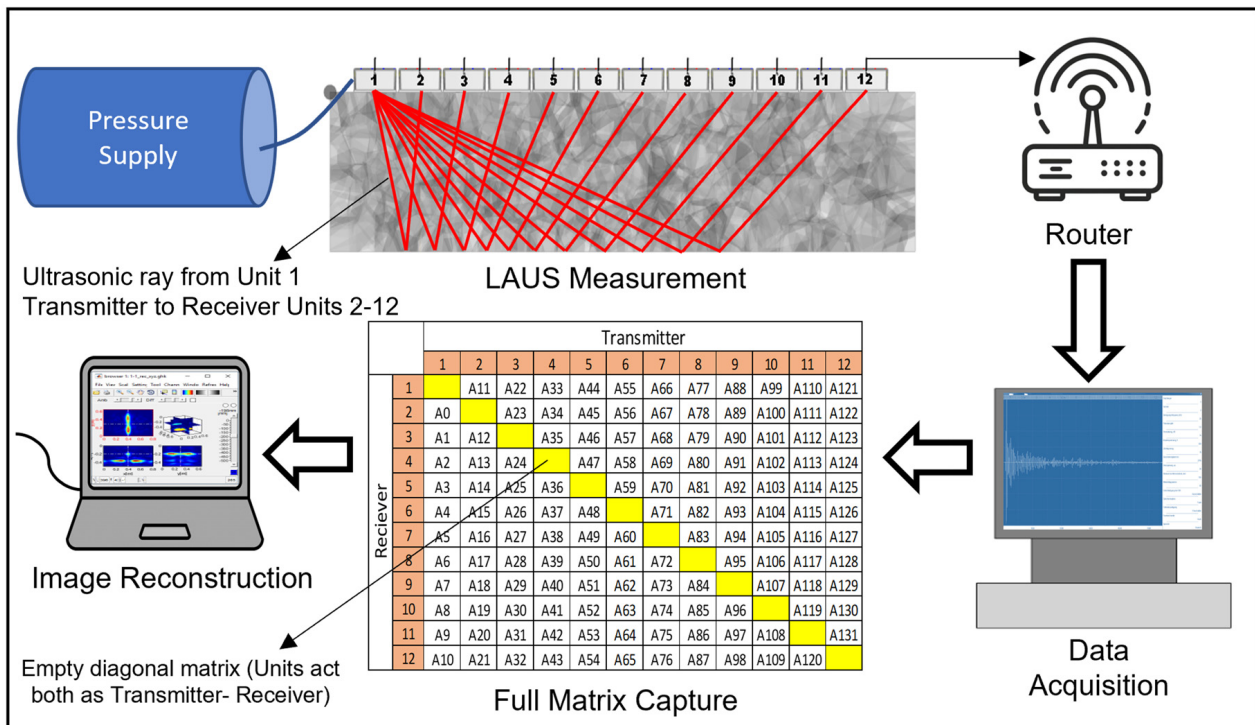 Pressure
Supply
1 2 3 4 5 6 7 8 9 10 11 12
Router
Ultrasonic ray from Unit 1
Transmitter to Receiver Units 2-12
LAUS Measurement
Transmitter
1 2 3 4 5 6 7 8 9 10 11 12
Reciever
1 A11 A22 A33 A44 A55 A66 A77 A88 A99 A110 A121
2 A0 A23 A34 A45 A56 A67 A78 A89 A100 A111 A122
3 A1 A12 A35 A46 A57 A68 A79 A90 A101 A112 A123
4 A2 A13 A24 A47 A58 A69 A80 A91 A102 A113 A124
5 A3 A14 A25 A36 A59 A70 A81 A92 A103 A114 A125
6 A4 A15 A26 A37 A48 A71 A82 A93 A104 A115 A126
7 A5 A16 A27 A38 A49 A60 A83 A94 A105 A116 A127
8 A6 A17 A28 A39 A50 A61 A72 A95 A106 A117 A128
9 A7 A18 A29 A40 A51 A62 A73 A84 A107 A118 A129
10 A8 A19 A30 A41 A52 A63 A74 A85 A96 A119 A130
11 A9 A20 A31 A42 A53 A64 A75 A86 A97 A108 A131
12 A10 A21 A32 A43 A54 A65 A76 A87 A98 A109 A120
Image Reconstruction
Empty diagonal matrix (Units act
both as Transmitter- Receiver)
Full Matrix Capture
Data
Acquisition